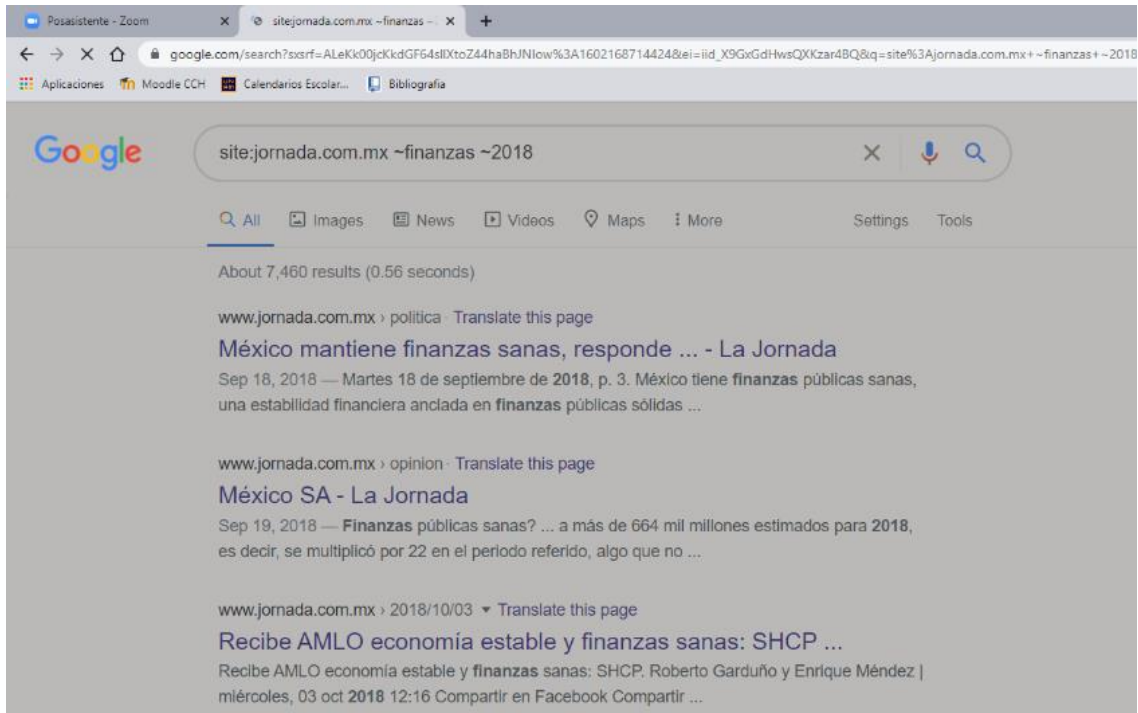 Posasistente - Zoom
site:jornada.com.mx ~finanzas ~
google.com/search?sxsrf=ALeKk00jcKkdGF64sllXtoZ44haBhJNIow%3A1602168714424&ei=iid_X9GxGdHwsQXKzar4BQ&q=site%3Ajornada.com.mx+~finanzas+~2018
Aplicaciones Moodle CCH Calendarios Escolar... Bibliografía
Google
site:jornada.com.mx ~finanzas ~2018
All Images News Videos Maps More Settings Tools
About 7,460 results (0.56 seconds)
www.jornada.com.mx › politica · Translate this page
México mantiene finanzas sanas, responde ... - La Jornada
Sep 18, 2018 — Martes 18 de septiembre de 2018, p. 3. México tiene finanzas públicas sanas,
una estabilidad financiera anclada en finanzas públicas sólidas ...
www.jornada.com.mx › opinion · Translate this page
México SA - La Jornada
Sep 19, 2018 — Finanzas públicas sanas? ... a más de 664 mil millones estimados para 2018,
es decir, se multiplicó por 22 en el periodo referido, algo que no ...
www.jornada.com.mx › 2018/10/03 ▾ Translate this page
Recibe AMLO economía estable y finanzas sanas: SHCP ...
Recibe AMLO economía estable y finanzas sanas: SHCP. Roberto Garduño y Enrique Méndez |
miércoles, 03 oct 2018 12:16 Compartir en Facebook Compartir ...